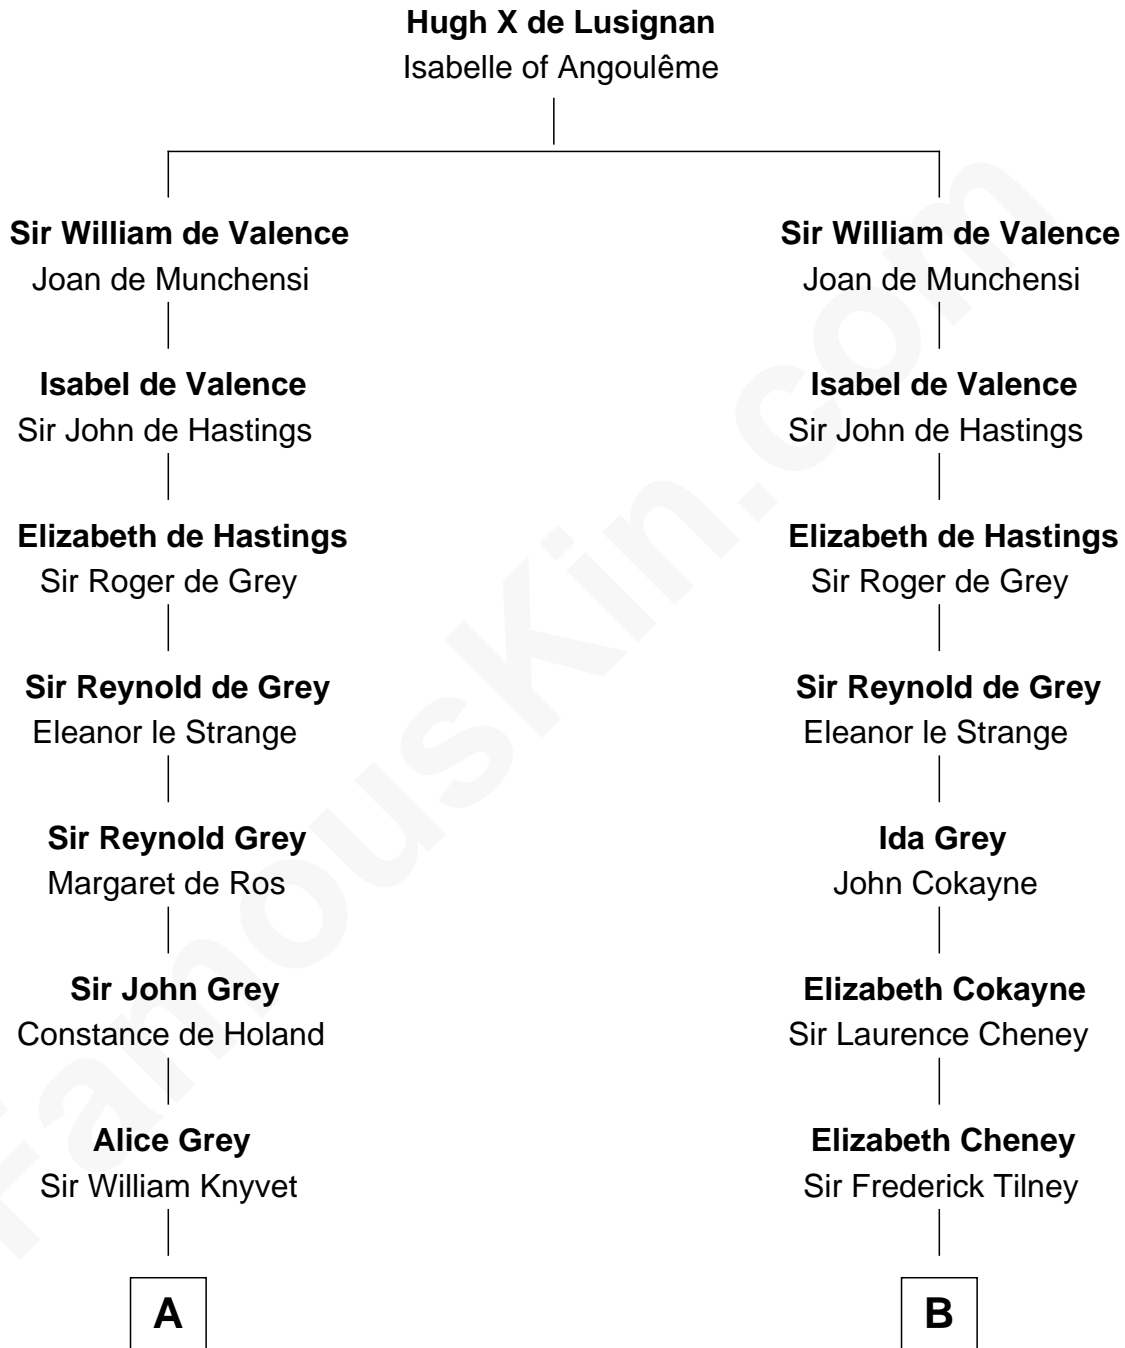 Hugh X de Lusignan
Isabelle of Angoulême
Sir William de Valence
Joan de Munchensi
Sir William de Valence
Joan de Munchensi
Isabel de Valence
Sir John de Hastings
Isabel de Valence
Sir John de Hastings
Elizabeth de Hastings
Sir Roger de Grey
Elizabeth de Hastings
Sir Roger de Grey
Sir Reynold de Grey
Eleanor le Strange
Sir Reynold de Grey
Eleanor le Strange
Sir Reynold Grey
Margaret de Ros
Ida Grey
John Cokayne
Sir John Grey
Constance de Holand
Elizabeth Cokayne
Sir Laurence Cheney
Alice Grey
Sir William Knyvet
Elizabeth Cheney
Sir Frederick Tilney
A
B
FamousKin.com